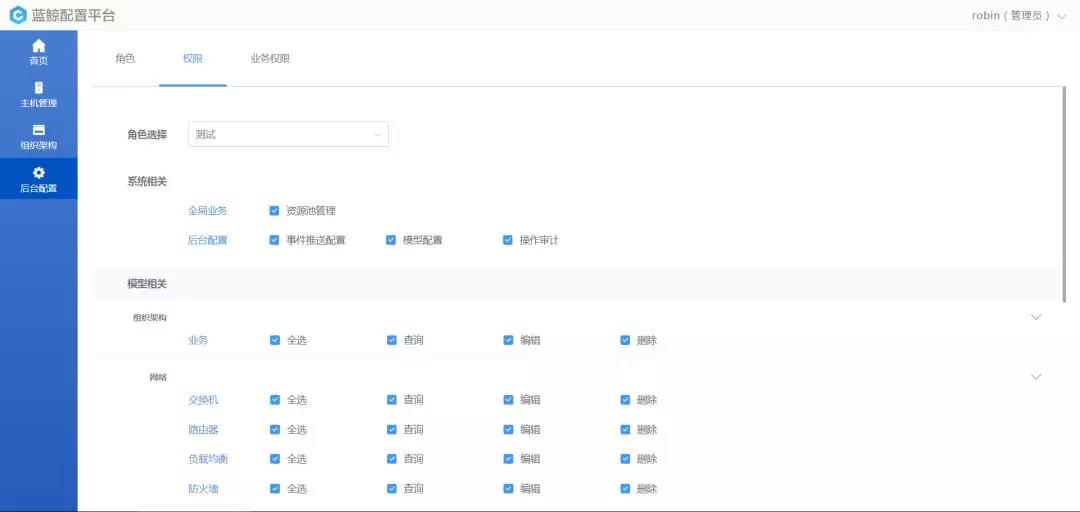 蓝鲸配置平台
robin（管理员）
首页
主机管理
组织架构
后台配置
角色
权限
业务权限
角色选择
测试
系统相关
全局业务 资源池管理
后台配置 事件推送配置 模型配置 操作审计
模型相关
组织架构
业务 全选 查询 编辑 删除
网络
交换机 全选 查询 编辑 删除
路由器 全选 查询 编辑 删除
负载均衡 全选 查询 编辑 删除
防火墙 全选 查询 编辑 删除